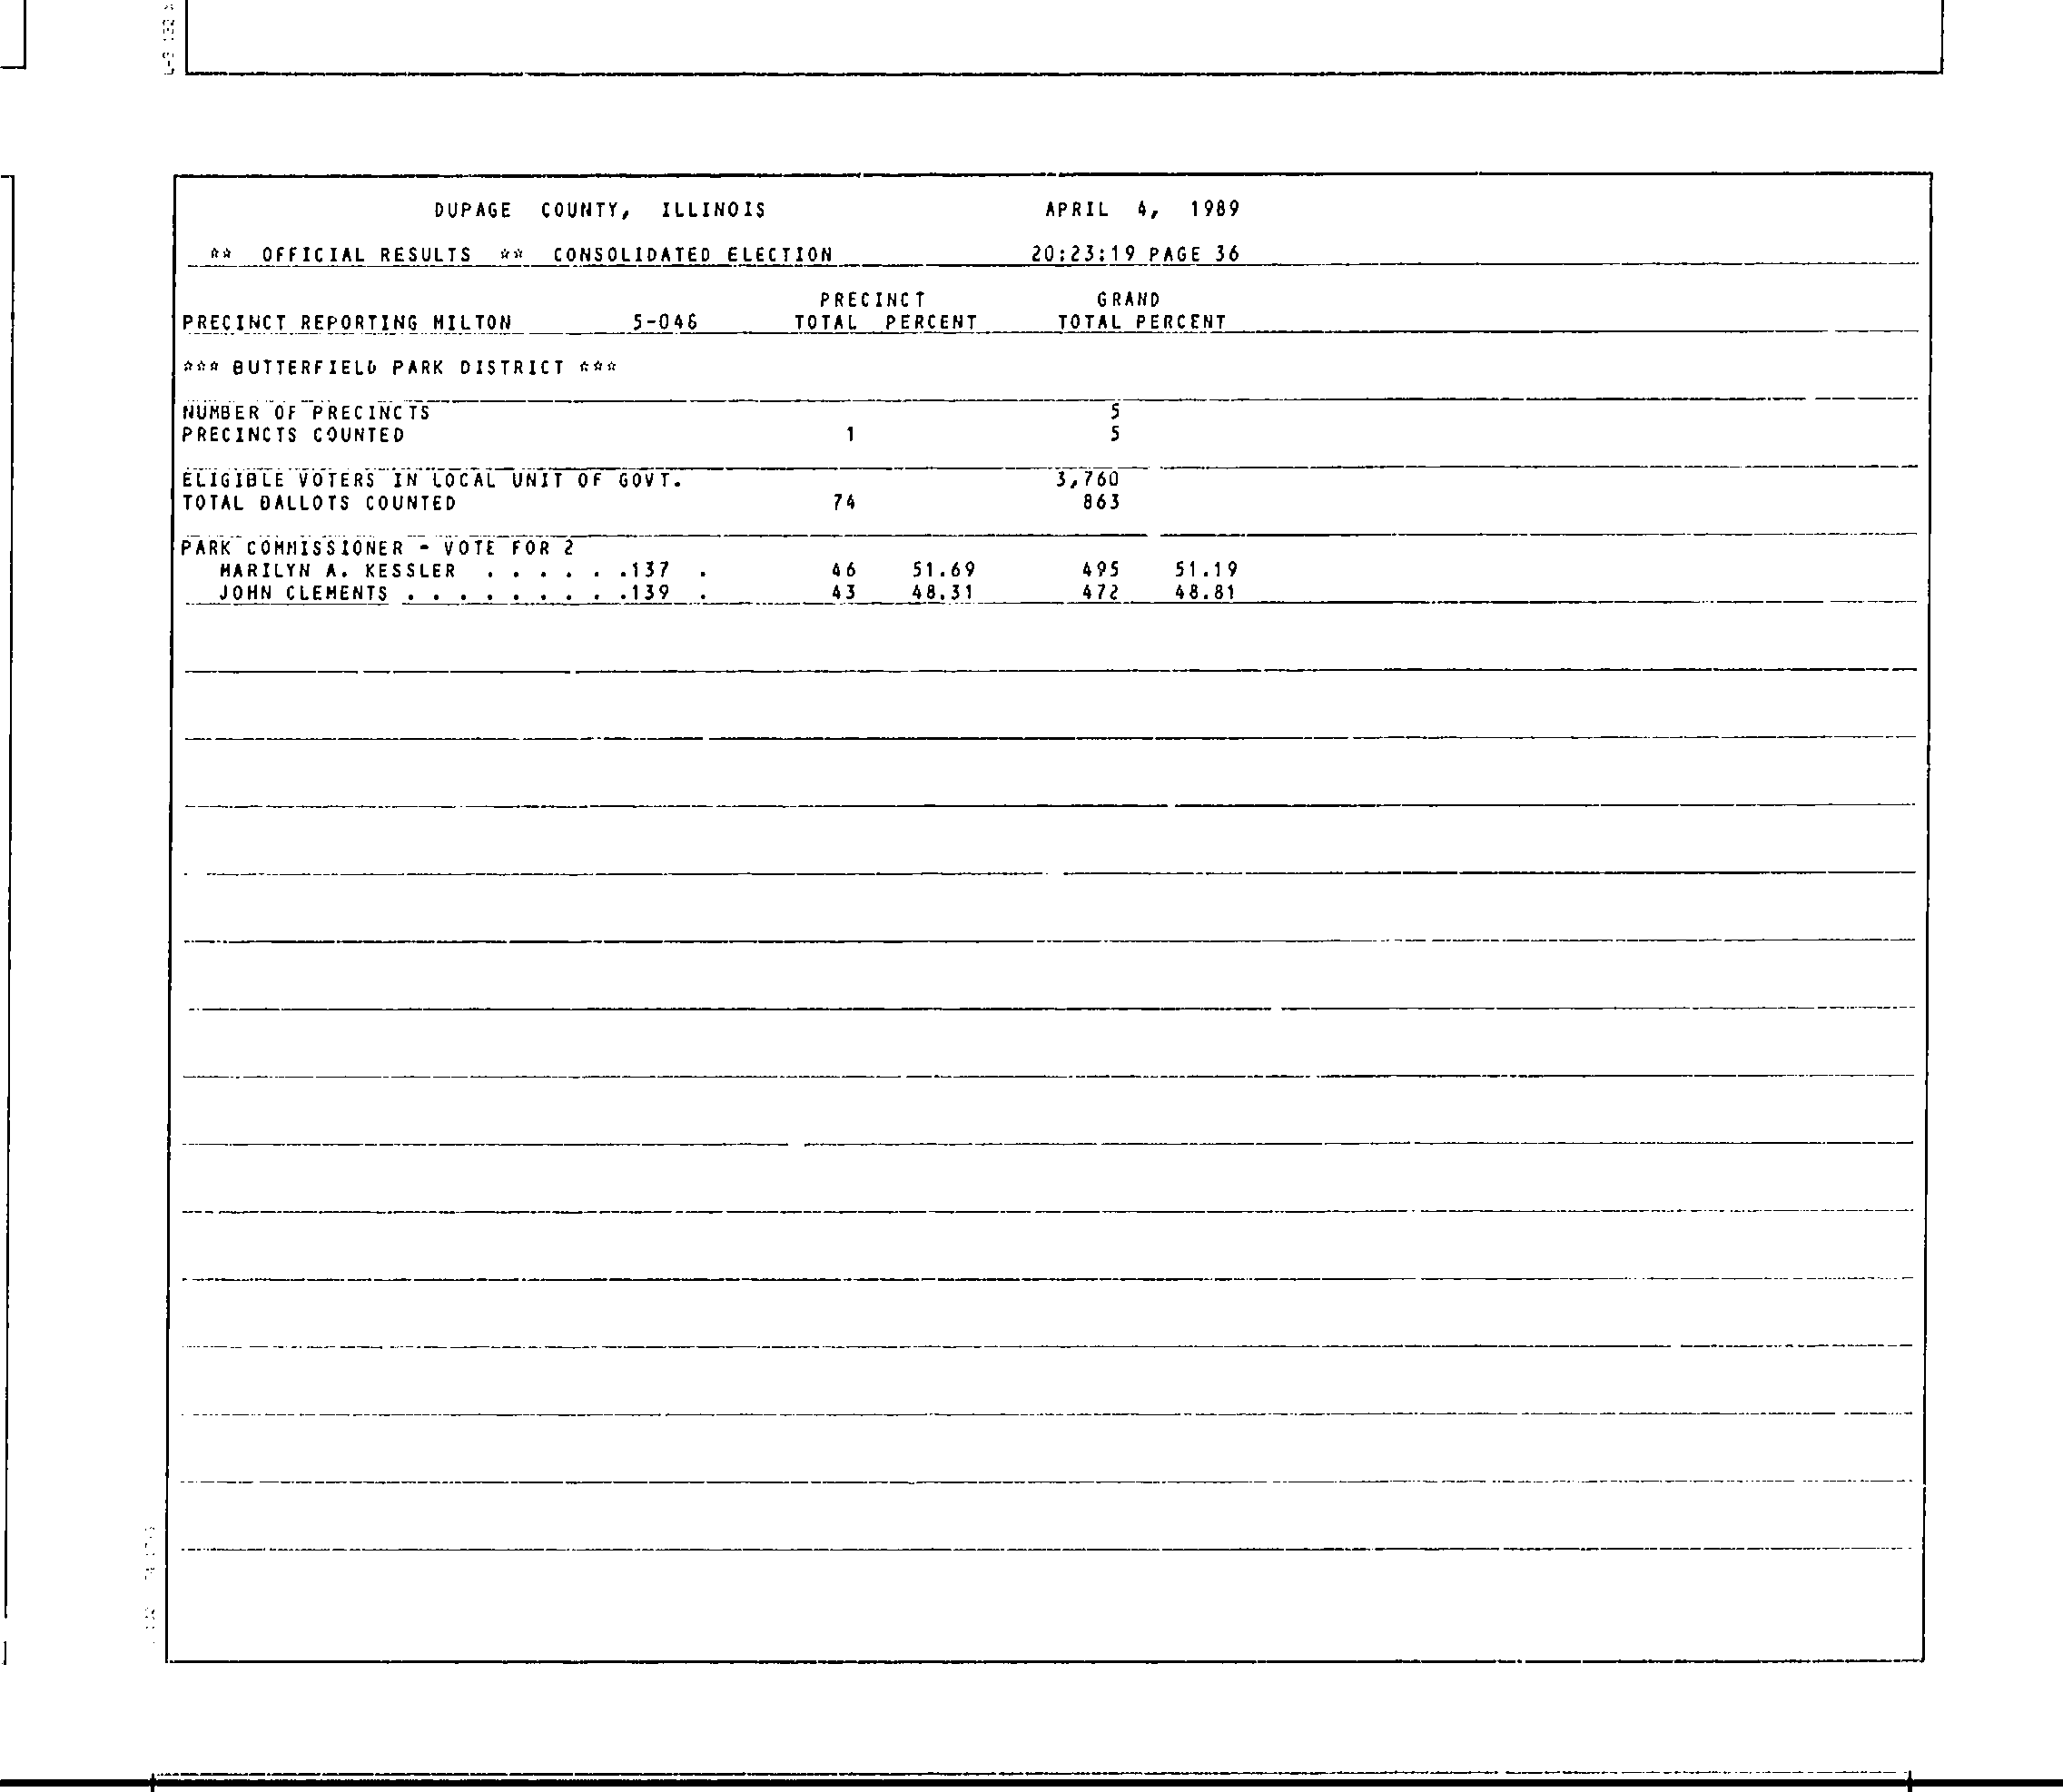 DUPAGE COUNTY, ILLINOIS APRIL 4, 1989
** OFFICIAL RESULTS ** CONSOLIDATED ELECTION 20:23:19 PAGE 36
PRECINCT GRAND
PRECINCT REPORTING MILTON 5-046 TOTAL PERCENT TOTAL PERCENT
*** BUTTERFIELD PARK DISTRICT ***
NUMBER OF PRECINCTS 5
PRECINCTS COUNTED 1 5
ELIGIBLE VOTERS IN LOCAL UNIT OF GOVT. 3,760
TOTAL BALLOTS COUNTED 74 863
PARK COMMISSIONER - VOTE FOR 2
MARILYN A. KESSLER . . . . . .137 . 46 51.69 495 51.19
JOHN CLEMENTS . . . . . . . . .139 . 43 48.31 472 48.81